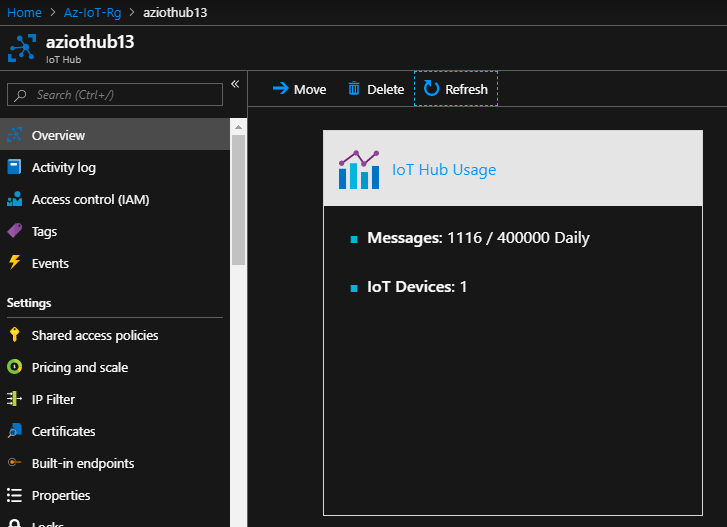 Home > Az-IoT-Rg > aziothub13
aziothub13
IoT Hub
Search (Ctrl+/)
«
Move Delete Refresh
Overview
Activity log
Access control (IAM)
Tags
Events
Settings
Shared access policies
Pricing and scale
IP Filter
Certificates
Built-in endpoints
Properties
Locks
IoT Hub Usage
Messages: 1116 / 400000 Daily
IoT Devices: 1